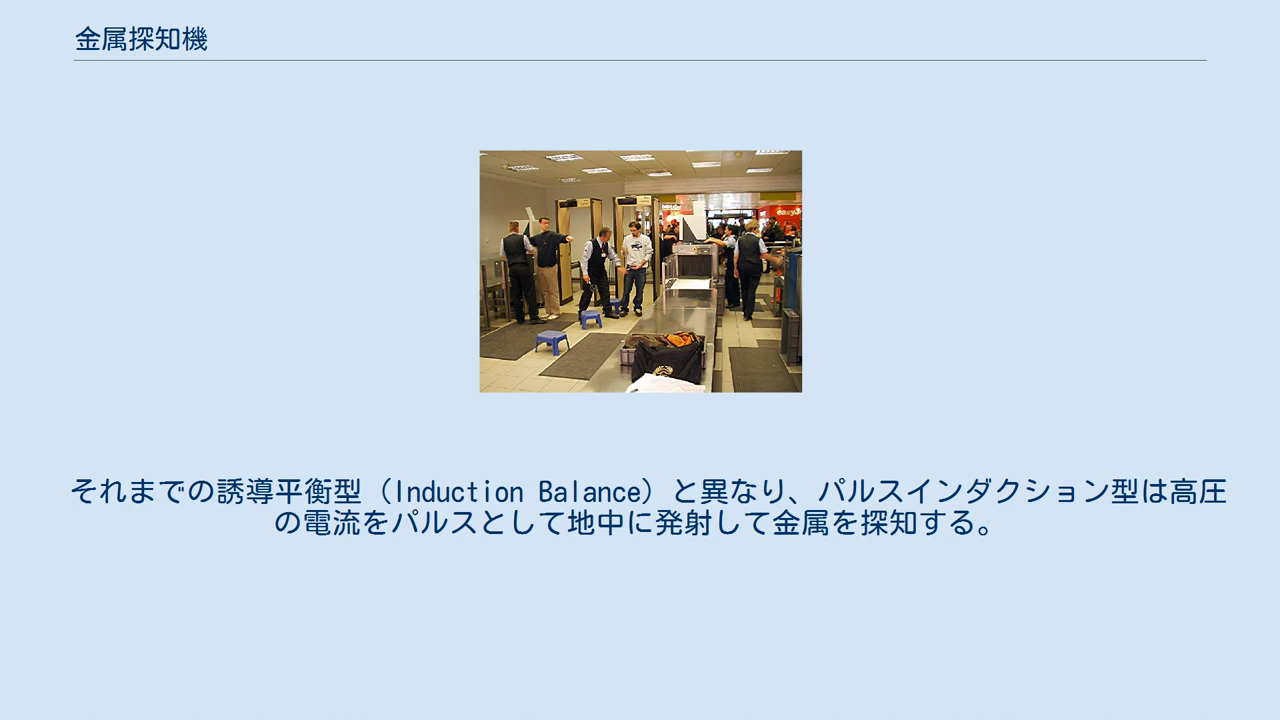 金属探知機
easyJ
それまでの誘導平衡型（Induction Balance）と異なり、パルスインダクション型は高圧
の電流をパルスとして地中に発射して金属を探知する。